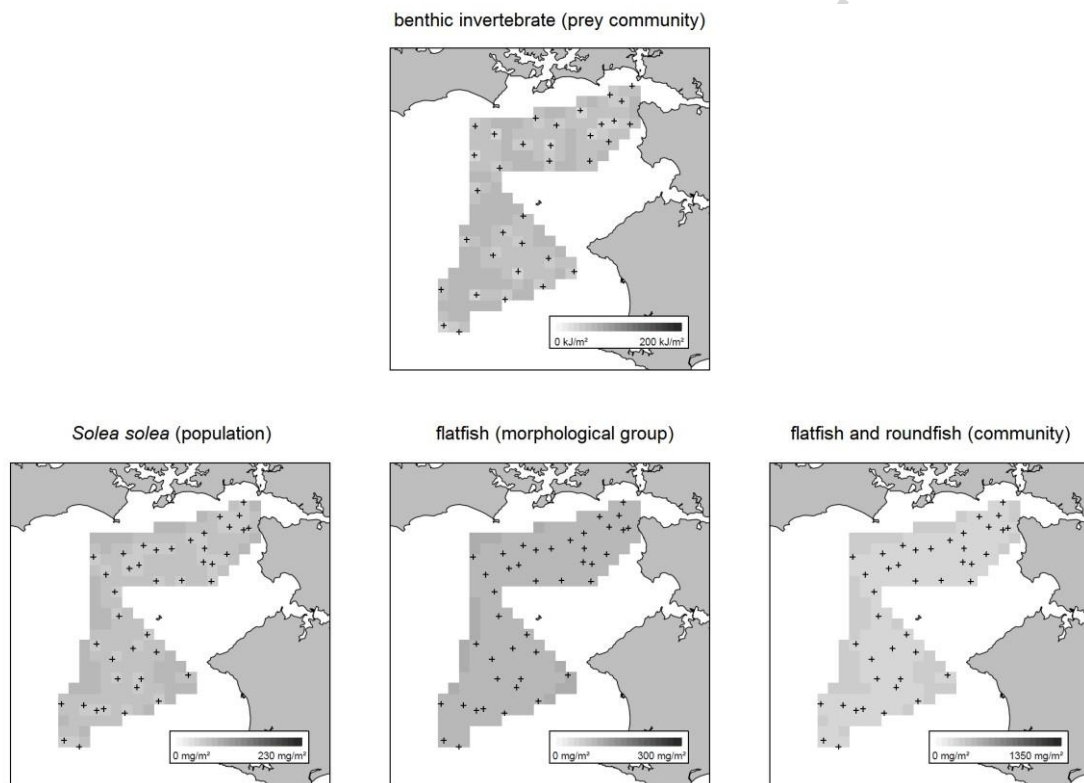 benthic invertebrate (prey community)
0 kJ/m² 200 kJ/m²
Solea solea (population) flatfish (morphological group) flatfish and roundfish (community)
0 mg/m² 230 mg/m² 0 mg/m² 300 mg/m² 0 mg/m² 1350 mg/m²